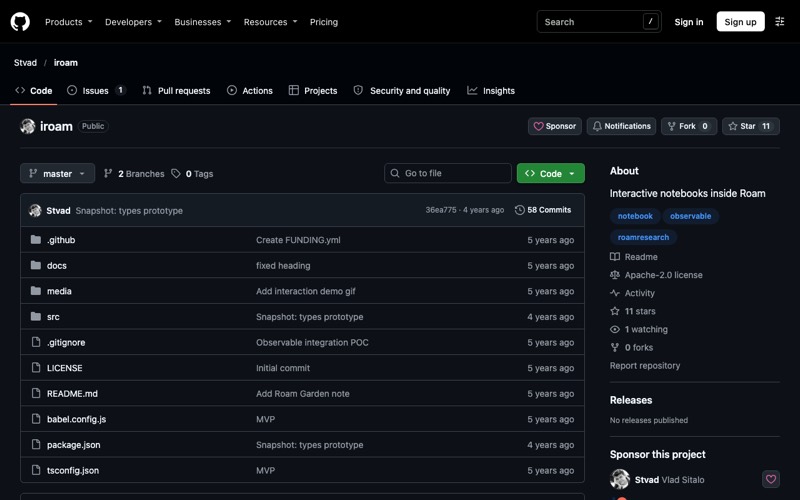 Products Developers Businesses Resources Pricing Search / Sign in Sign up
Stvad / iroam
Code Issues 1 Pull requests Actions Projects Security and quality Insights
iroam Public Sponsor Notifications Fork 0 Star 11
master 2 Branches 0 Tags Go to file Code
Stvad Snapshot: types prototype 36ea775 · 4 years ago 58 Commits
.github Create FUNDING.yml 5 years ago
docs fixed heading 5 years ago
media Add interaction demo gif 5 years ago
src Snapshot: types prototype 4 years ago
.gitignore Observable integration POC 5 years ago
LICENSE Initial commit 5 years ago
README.md Add Roam Garden note 5 years ago
babel.config.js MVP 5 years ago
package.json Snapshot: types prototype 4 years ago
tsconfig.json MVP 5 years ago
About
Interactive notebooks inside Roam
notebook observable
roamresearch
Readme
Apache-2.0 license
Activity
11 stars
1 watching
0 forks
Report repository
Releases
No releases published
Sponsor this project
Stvad Vlad Sitalo